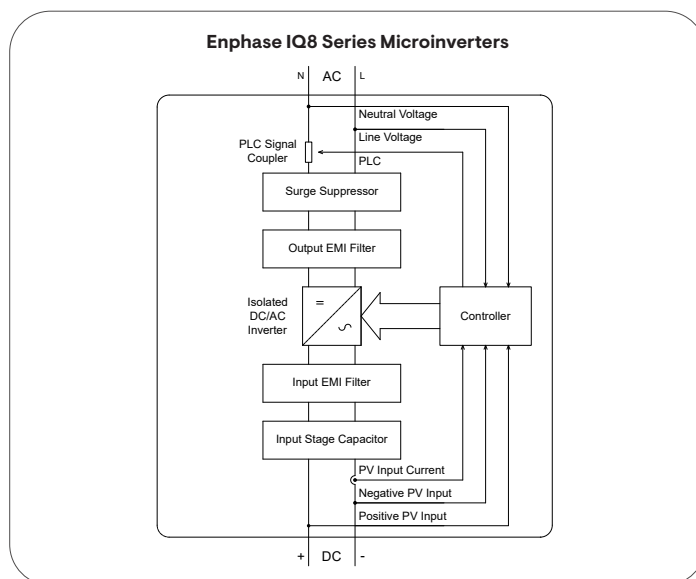 Enphase IQ8 Series Microinverters
N AC L
Neutral Voltage
Line Voltage
PLC Signal
Coupler
PLC
Surge Suppressor
Output EMI Filter
Isolated
DC/AC
Inverter
=
∿
Controller
Input EMI Filter
Input Stage Capacitor
PV Input Current
Negative PV Input
Positive PV Input
+ DC -